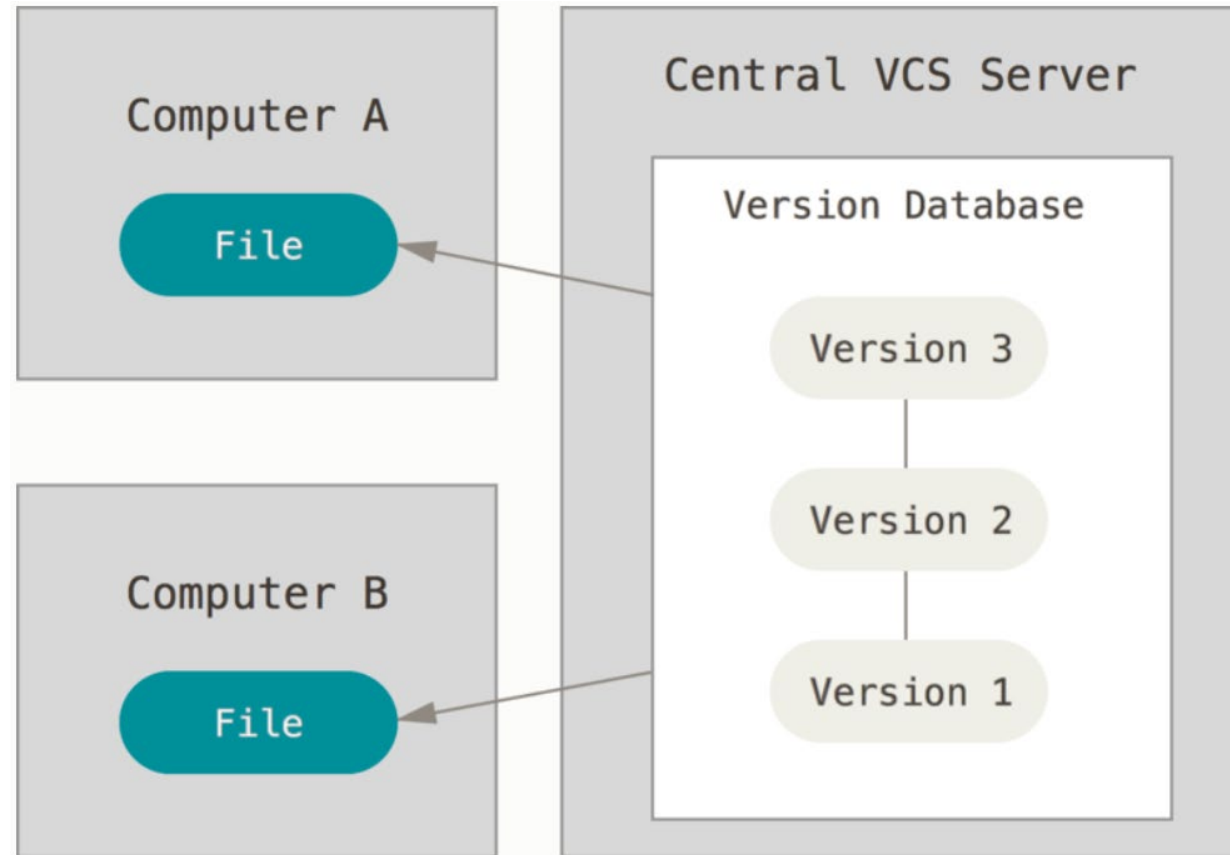 Computer A
File
Computer B
File
Central VCS Server
Version Database
Version 3
Version 2
Version 1